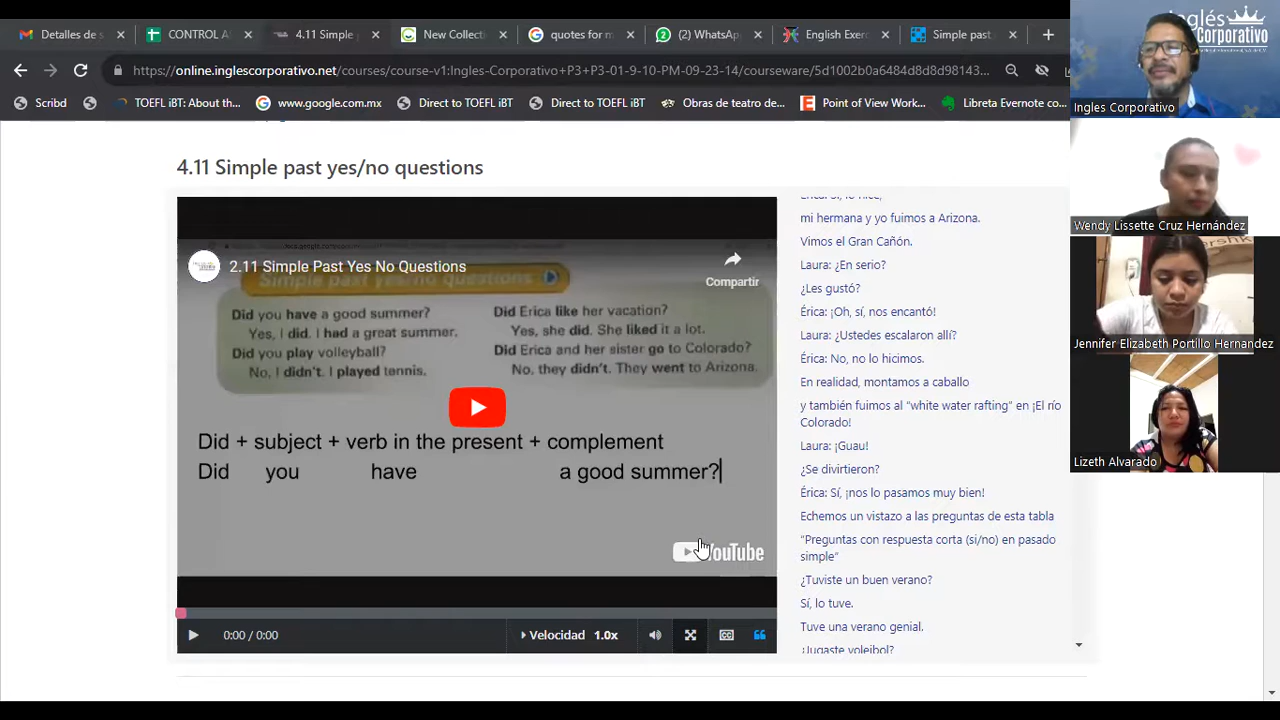 Detalles de s
CONTROL A
4.11 Simple
New Collect
quotes for m
(2) WhatsAp
English Exer
Simple past
https://online.inglescorporativo.net/courses/course-v1:Ingles-Corporativo+P3+P3-01-9-10-PM-09-23-14/courseware/5d1002b0a6484d8d8d98143...
Scribd
TOEFL iBT: About th...
www.google.com.mx
Direct to TOEFL iBT
Direct to TOEFL iBT
Obras de teatro de...
Point of View Work...
Libreta Evernote co...
4.11 Simple past yes/no questions
2.11 Simple Past Yes No Questions
Compartir
Simple past yes/no questions
Did you have a good summer?
Yes, I did. I had a great summer.
Did you play volleyball?
No, I didn't. I played tennis.
Did Erica like her vacation?
Yes, she did. She liked it a lot.
Did Erica and her sister go to Colorado?
No, they didn't. They went to Arizona.
Did + subject + verb in the present + complement
Did you have a good summer?
YouTube
0:00 / 0:00
Velocidad 1.0x
mi hermana y yo fuimos a Arizona.
Vimos el Gran Cañón.
Laura: ¿En serio?
¿Les gustó?
Érica: ¡Oh, sí, nos encantó!
Laura: ¿Ustedes escalaron allí?
Érica: No, no lo hicimos.
En realidad, montamos a caballo
y también fuimos al "white water rafting" en ¡El río
Colorado!
Laura: ¡Guau!
¿Se divirtieron?
Érica: Sí, ¡nos lo pasamos muy bien!
Echemos un vistazo a las preguntas de esta tabla
"Preguntas con respuesta corta (si/no) en pasado
simple"
¿Tuviste un buen verano?
Sí, lo tuve.
Tuve una verano genial.
¿Jugaste voleibol?
Inglés
Corporativo
Ingles Corporativo
Wendy Lissette Cruz Hernández
Jennifer Elizabeth Portillo Hernandez
Lizeth Alvarado